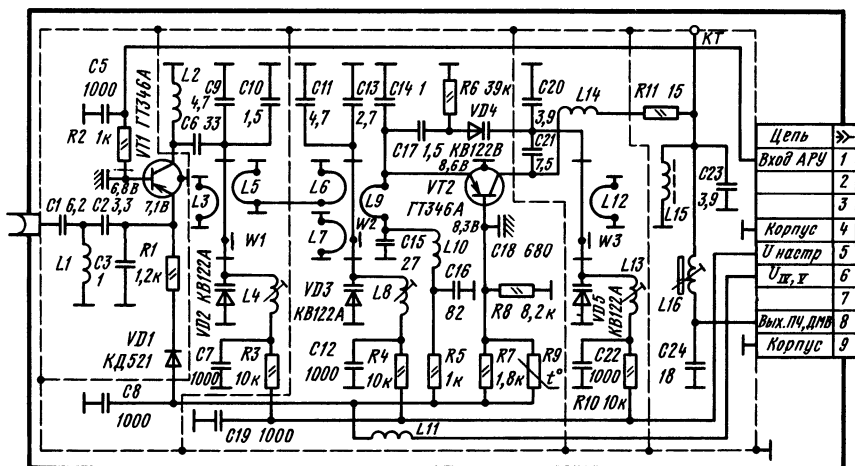 КТ
C5
1000
L2
4,7
C9
C10
1,5
C11
4,7
C13
2,7
C14 1
R6 39к
VD4
КВ122В
C20
3,9
L14
R11 15
R2 1к
VT1 ГТ346А
C6 33
C17 1,5
C21
7,5
6,8В
7,1В
8,6В
VT2
ГТ346А
8,3В
L15
C23
3,9
C1 6,2
C2 3,3
L3
L5
L6
L9
L12
L1
C3
1
R1
1,2к
W1
L7
W2
C15
27
L10
C18 680
W3
L16
VD2 КВ122А
L4
VD3
КВ122А
L8
C16
82
R8 8,2к
VD5
КВ122А
L13
VD1
КД521
C7
1000
R3
10к
C12
1000
R4
10к
R5
1к
R7
1,8к
R9
t°
C22
1000
R10 10к
C24
18
C8
1000
C19 1000
L11
Цепь
Вход АРУ 1
2
3
Корпус 4
U настр 5
U IV, V 6
7
Вых.ПЧ,ДМВ 8
Корпус 9